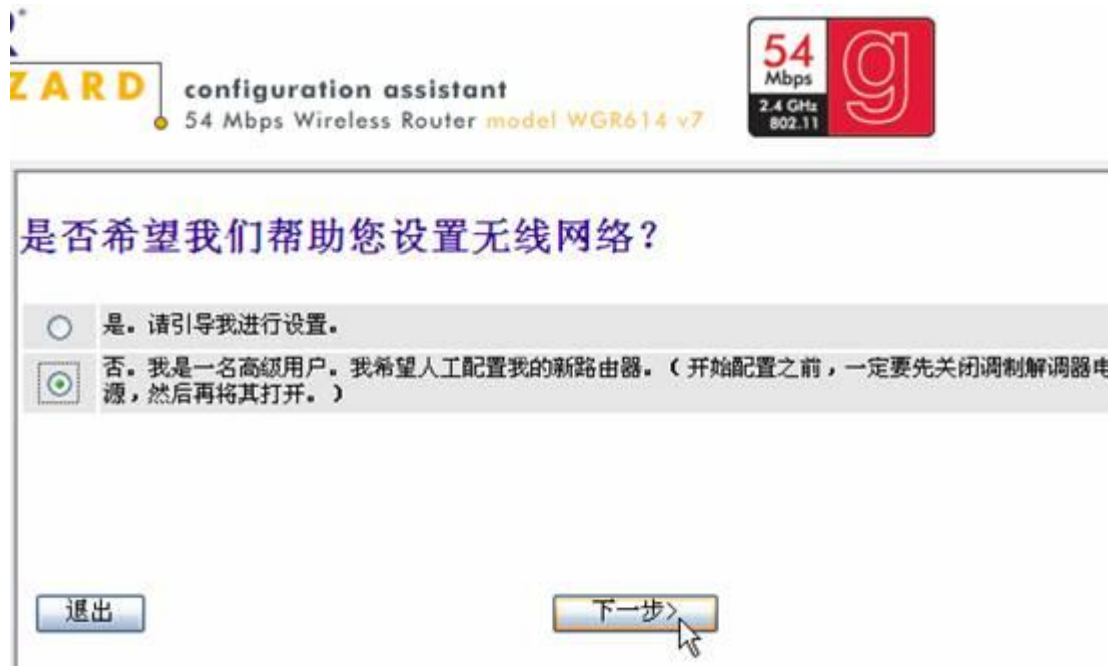 ZARD
configuration assistant
54 Mbps Wireless Router model WGR614 v7
54
Mbps
2.4 GHz
802.11
g
是否希望我们帮助您设置无线网络？
是。请引导我进行设置。
否。我是一名高级用户。我希望人工配置我的新路由器。（开始配置之前，一定要先关闭调制解调器电
源，然后再将其打开。）
退出
下一步>